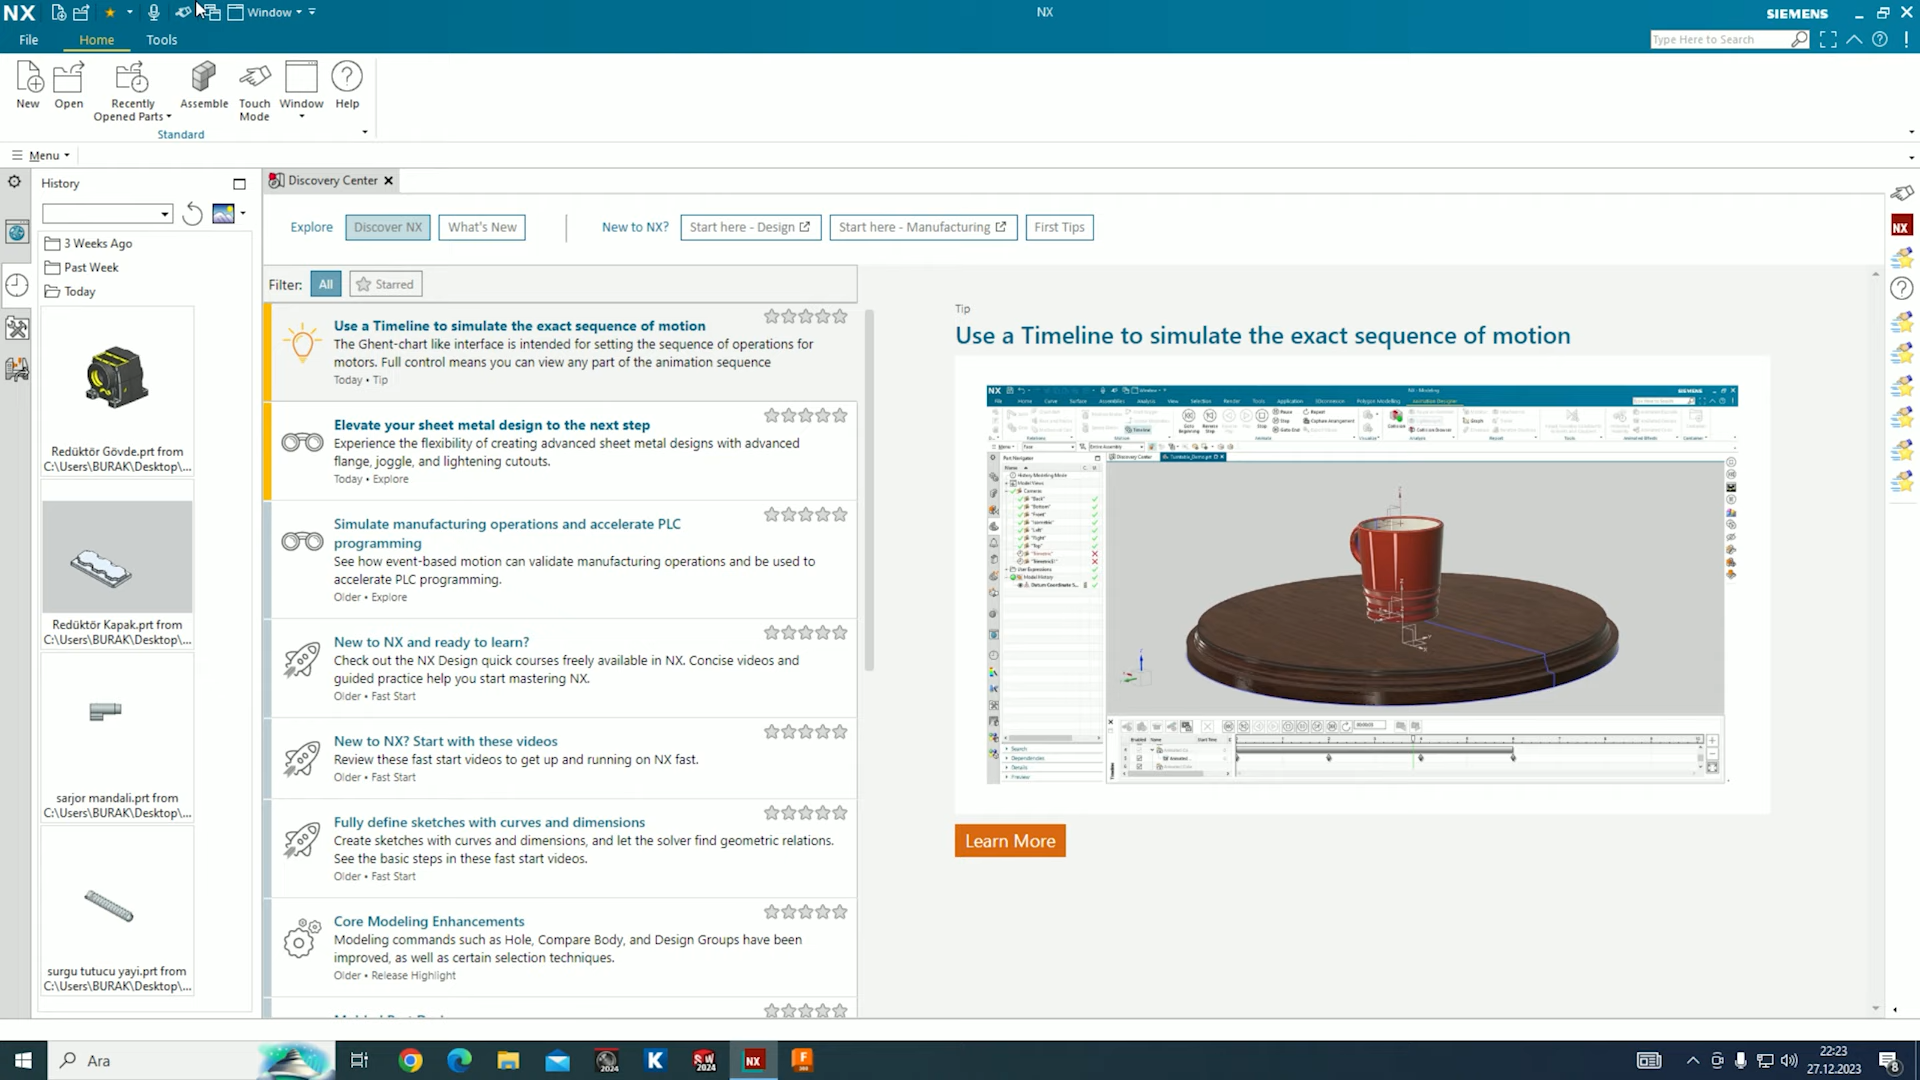 NX
Window
NX
SIEMENS
File
Home
Tools
Type Here to Search
New
Open
Recently
Opened Parts
Assemble
Touch
Mode
Window
Help
Standard
Menu
History
Discovery Center
Explore
Discover NX
What's New
New to NX?
Start here - Design
Start here - Manufacturing
First Tips
3 Weeks Ago
Past Week
Today
Redüktör Gövde.prt from
C:\Users\BURAK\Desktop\...
Redüktör Kapak.prt from
C:\Users\BURAK\Desktop\...
sarjor mandali.prt from
C:\Users\BURAK\Desktop\...
surgu tutucu yayi.prt from
C:\Users\BURAK\Desktop\...
Filter:
All
Starred
Use a Timeline to simulate the exact sequence of motion
The Ghent-chart like interface is intended for setting the sequence of operations for
motors. Full control means you can view any part of the animation sequence
Today • Tip
Elevate your sheet metal design to the next step
Experience the flexibility of creating advanced sheet metal designs with advanced
flange, joggle, and lightening cutouts.
Today • Explore
Simulate manufacturing operations and accelerate PLC
programming
See how event-based motion can validate manufacturing operations and be used to
accelerate PLC programming.
Older • Explore
New to NX and ready to learn?
Check out the NX Design quick courses freely available in NX. Concise videos and
guided practice help you start mastering NX.
Older • Fast Start
New to NX? Start with these videos
Review these fast start videos to get up and running on NX fast.
Older • Fast Start
Fully define sketches with curves and dimensions
Create sketches with curves and dimensions, and let the solver find geometric relations.
See the basic steps in these fast start videos.
Older • Fast Start
Core Modeling Enhancements
Modeling commands such as Hole, Compare Body, and Design Groups have been
improved, as well as certain selection techniques.
Older • Release Highlight
Tip
Use a Timeline to simulate the exact sequence of motion
NX
SIEMENS
Learn More
NX
Ara
2024
K
SW
2024
NX
F
22:23
27.12.2023
8